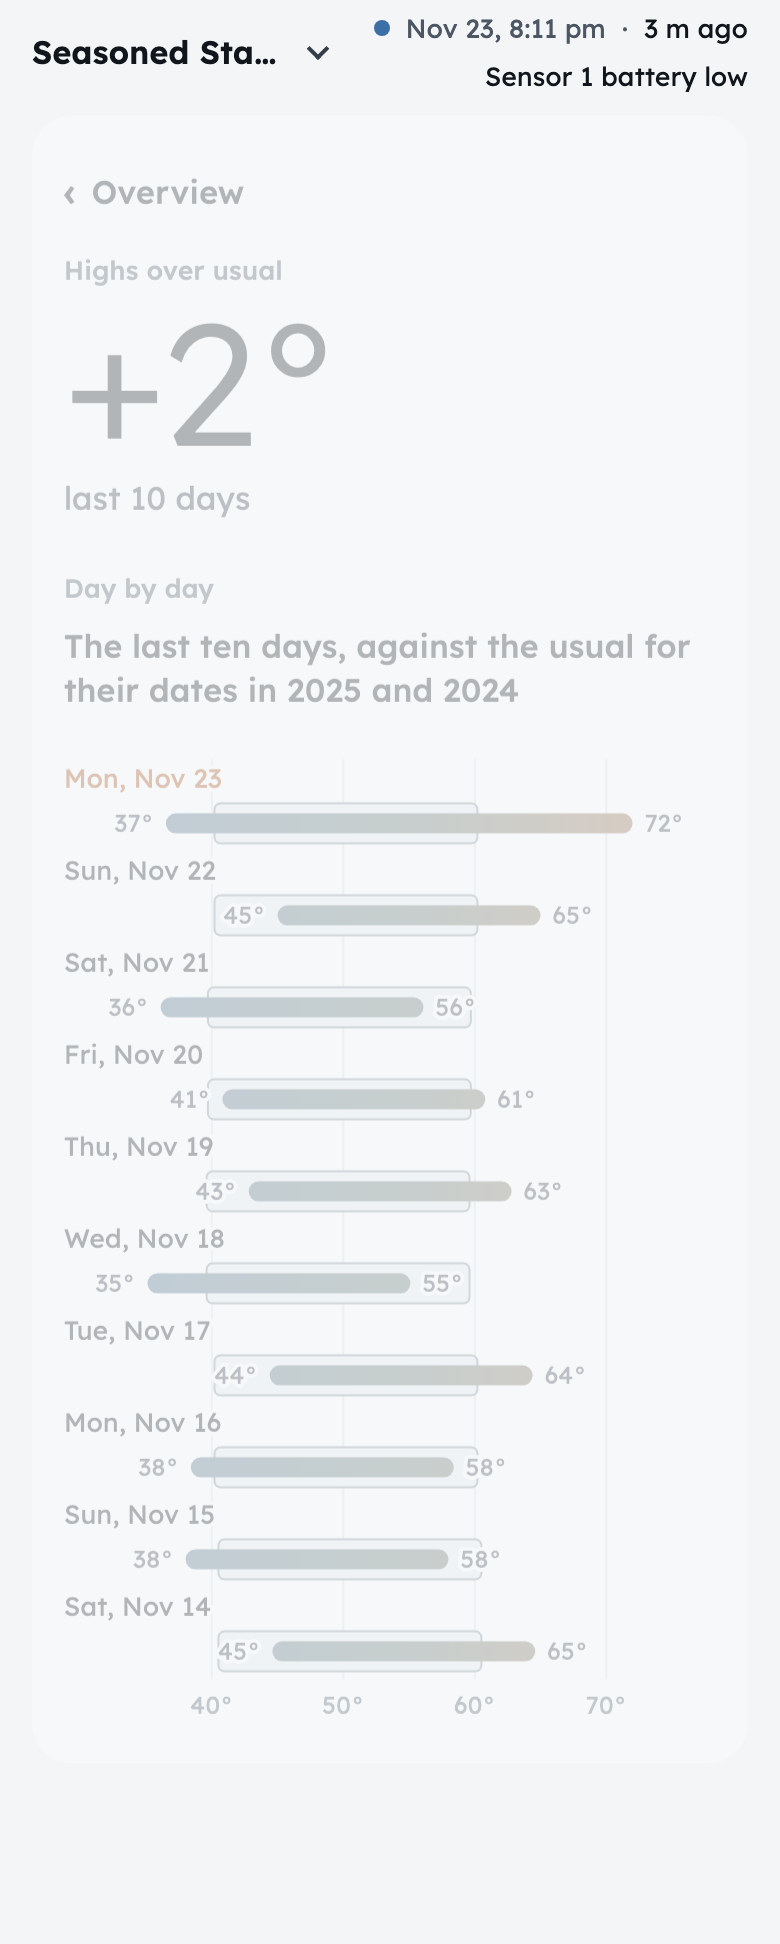 Seasoned Sta...
Nov 23, 8:11 pm · 3 m ago
Sensor 1 battery low
‹ Overview
Highs over usual
+2°
last 10 days
Day by day
The last ten days, against the usual for
their dates in 2025 and 2024
Mon, Nov 23
37° 72°
Sun, Nov 22
45° 65°
Sat, Nov 21
36° 56°
Fri, Nov 20
41° 61°
Thu, Nov 19
43° 63°
Wed, Nov 18
35° 55°
Tue, Nov 17
44° 64°
Mon, Nov 16
38° 58°
Sun, Nov 15
38° 58°
Sat, Nov 14
45° 65°
40° 50° 60° 70°